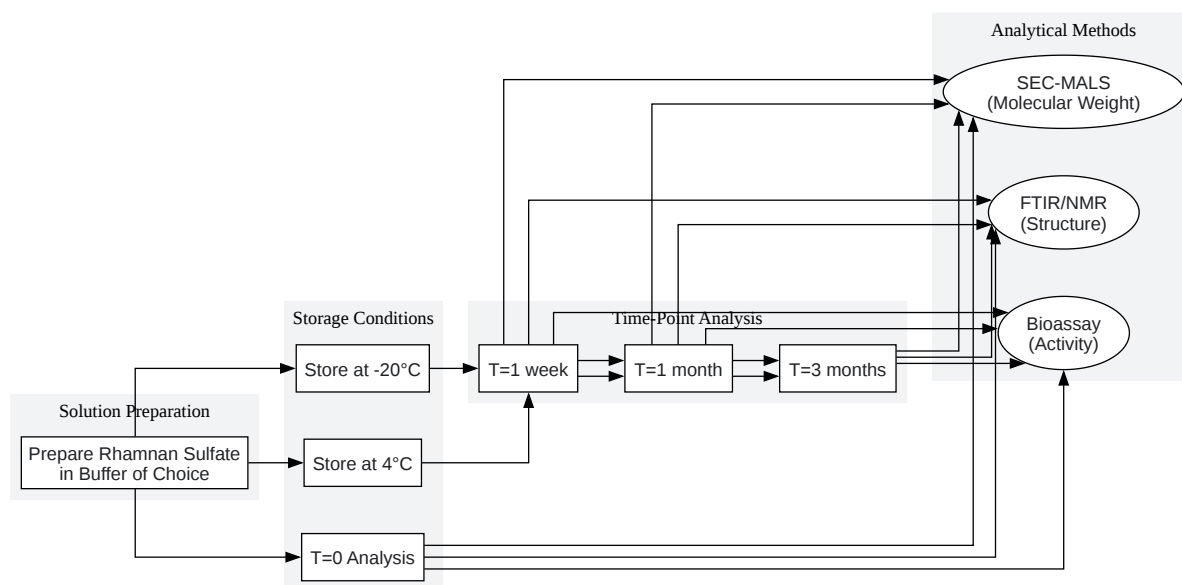 Analytical Methods
SEC-MALS
(Molecular Weight)
FTIR/NMR
(Structure)
Bioassay
(Activity)
Storage Conditions
Time-Point Analysis
Store at -20°C
T=1 week
T=1 month
T=3 months
Solution Preparation
Prepare Rhamnan Sulfate
in Buffer of Choice
Store at 4°C
T=0 Analysis